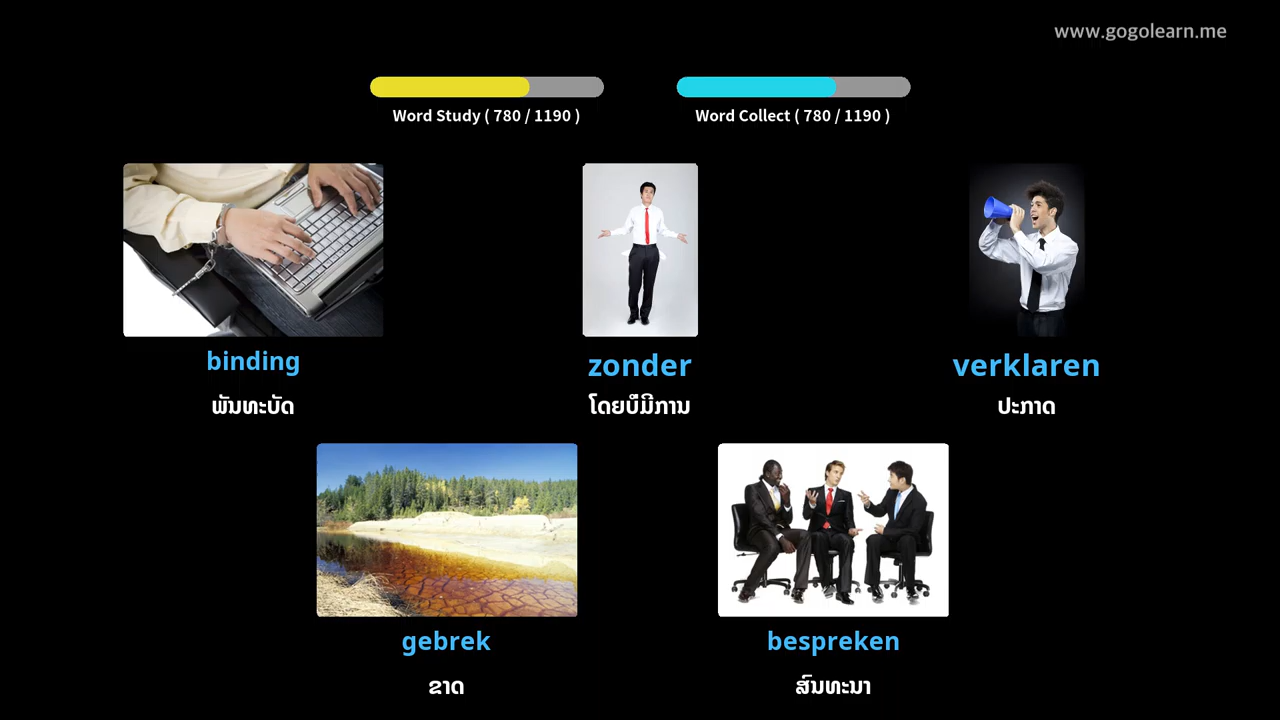 www.gogolearn.me
Word Study ( 780 / 1190 )
Word Collect ( 780 / 1190 )
binding
zonder
verklaren
ພັນທະບັດ
ໂດຍບໍ່ມີການ
ປະກາດ
gebrek
bespreken
ຂາດ
ສົນທະນາ